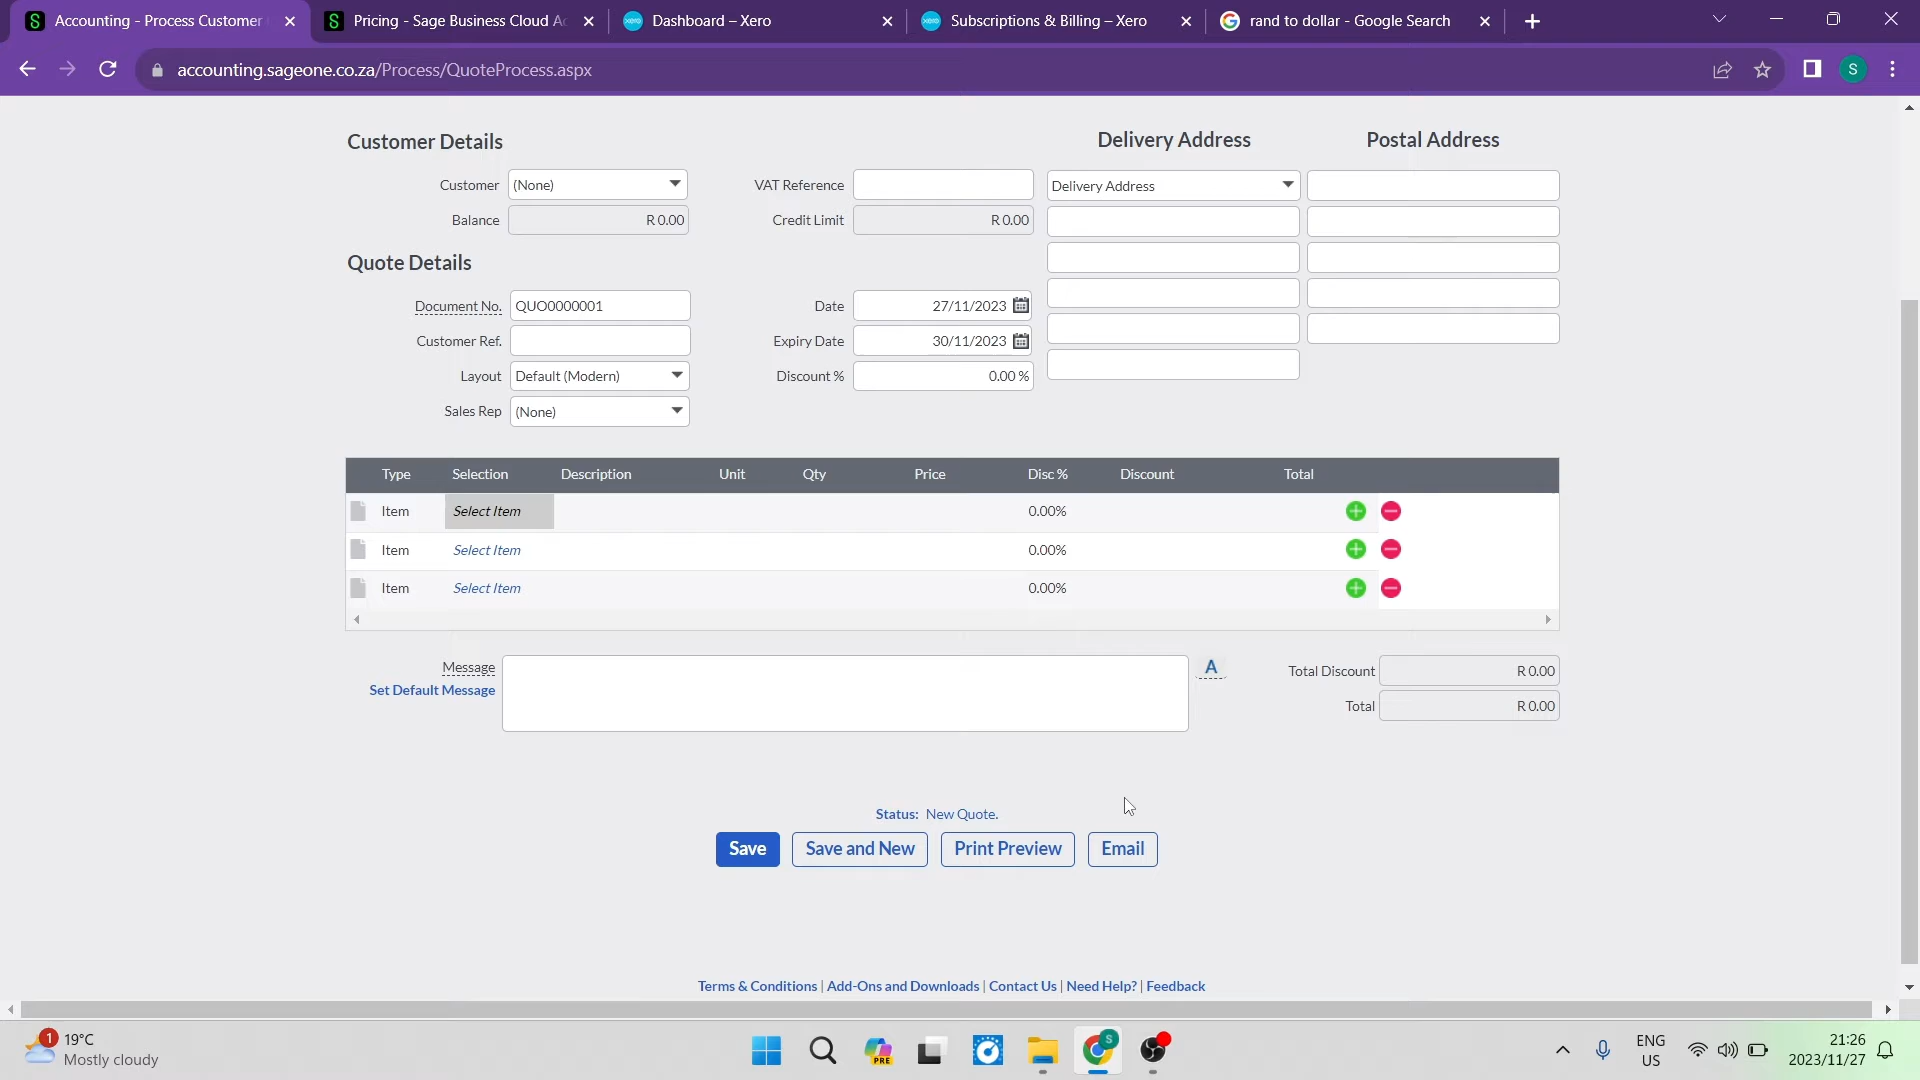 Accounting - Process Customer
Pricing - Sage Business Cloud Ac
Dashboard – Xero
Subscriptions & Billing – Xero
rand to dollar - Google Search
accounting.sageone.co.za/Process/QuoteProcess.aspx
S
Customer Details
Delivery Address
Postal Address
Customer (None)
VAT Reference
Delivery Address
Balance R 0.00
Credit Limit R 0.00
Quote Details
Document No. QUO0000001
Date 27/11/2023
Customer Ref.
Expiry Date 30/11/2023
Layout Default (Modern)
Discount % 0.00 %
Sales Rep (None)
Type Selection Description Unit Qty Price Disc % Discount Total
Item Select Item 0.00%
Item Select Item 0.00%
Item Select Item 0.00%
Message
Set Default Message
A
Total Discount R 0.00
Total R 0.00
Status: New Quote.
Save
Save and New
Print Preview
Email
Terms & Conditions | Add-Ons and Downloads | Contact Us | Need Help? | Feedback
1
19°C
Mostly cloudy
PRE
S
ENG
US
21:26
2023/11/27